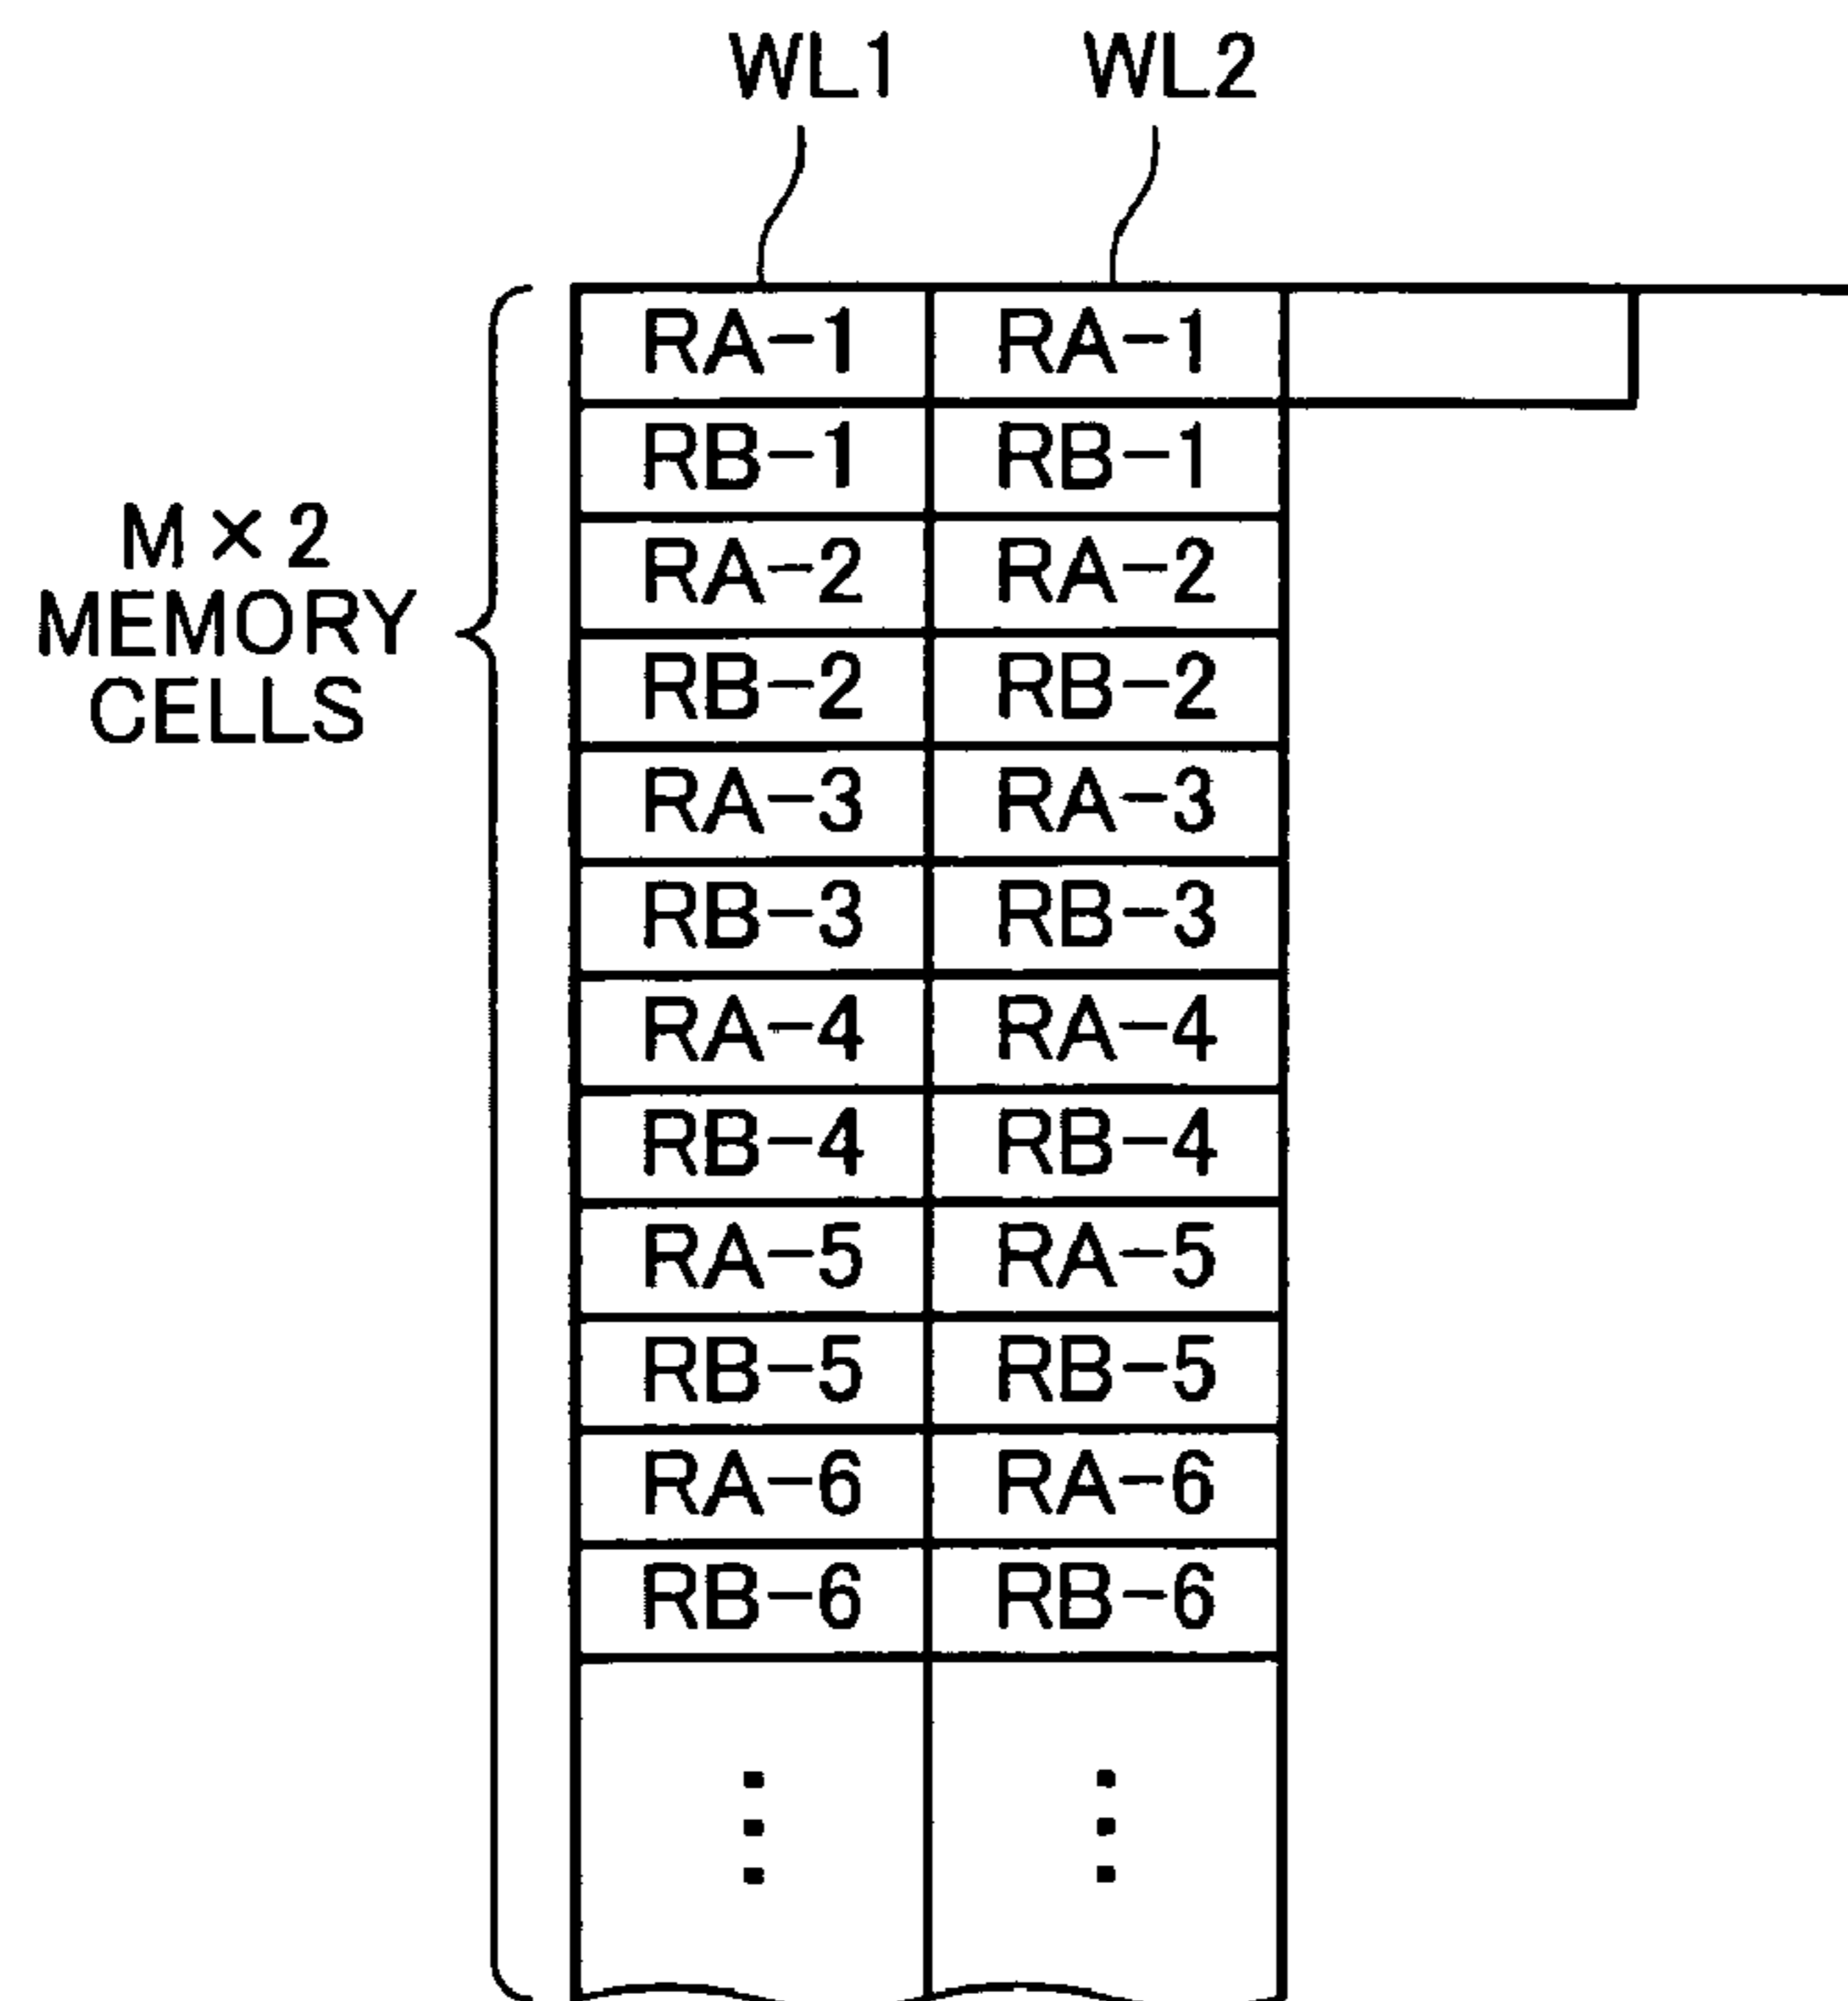 WL1 WL2
RA-1 RA-1
RB-1 RB-1
M×2
MEMORY
CELLS
RA-2 RA-2
RB-2 RB-2
RA-3 RA-3
RB-3 RB-3
RA-4 RA-4
RB-4 RB-4
RA-5 RA-5
RB-5 RB-5
RA-6 RA-6
RB-6 RB-6